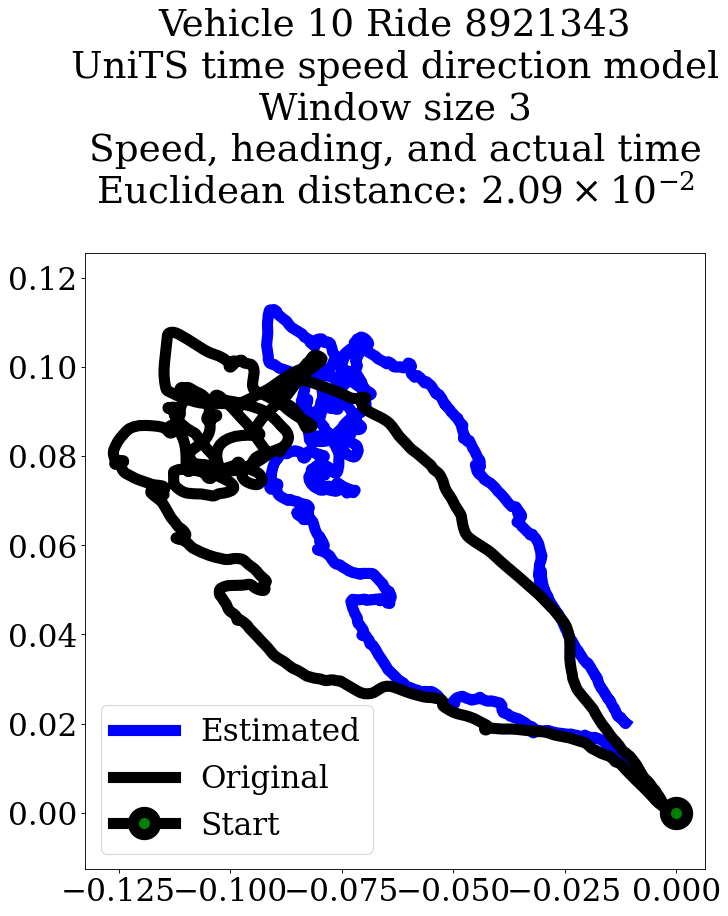 Vehicle 10 Ride 8921343
UniTS time speed direction model
Window size 3
Speed, heading, and actual time
Euclidean distance: 2.09 × 10⁻²
0.12
0.10
0.08
0.06
0.04
0.02
0.00
Estimated
Original
Start
−0.125 −0.100 −0.075 −0.050 −0.025 0.000